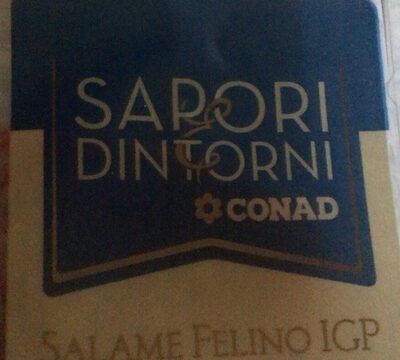 SAPORI
&
DINTORNI
CONAD
SALAME FELINO IGP